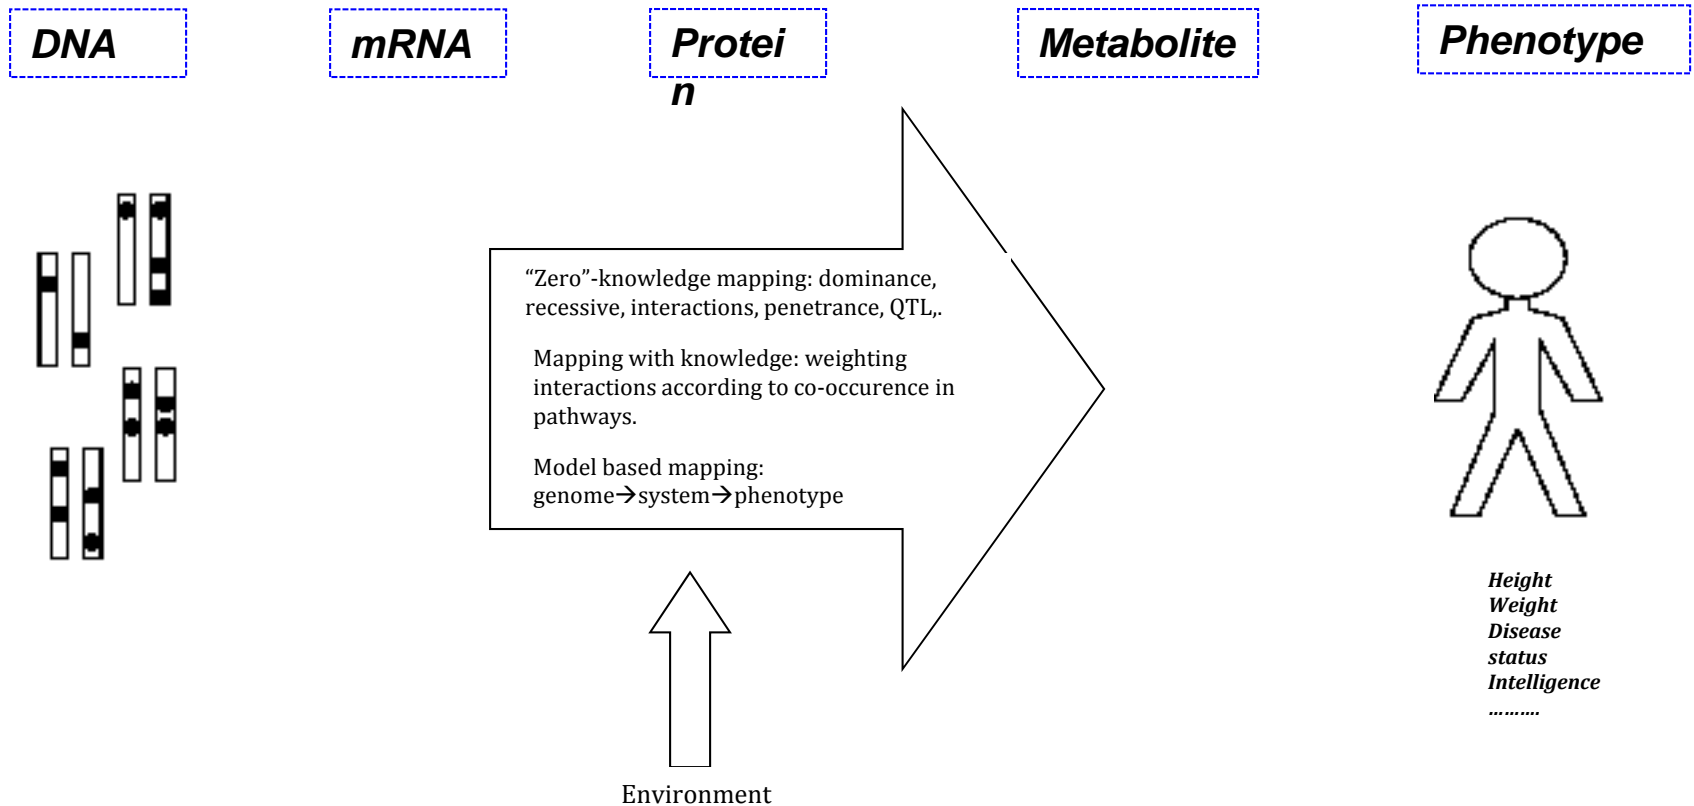 DNA
mRNA
Protei
n
Metabolite
Phenotype
“Zero”-knowledge mapping: dominance,
recessive, interactions, penetrance, QTL,.
Mapping with knowledge: weighting
interactions according to co-occurence in
pathways.
Model based mapping:
genome→system→phenotype
Height
Weight
Disease
status
Intelligence
……….
Environment